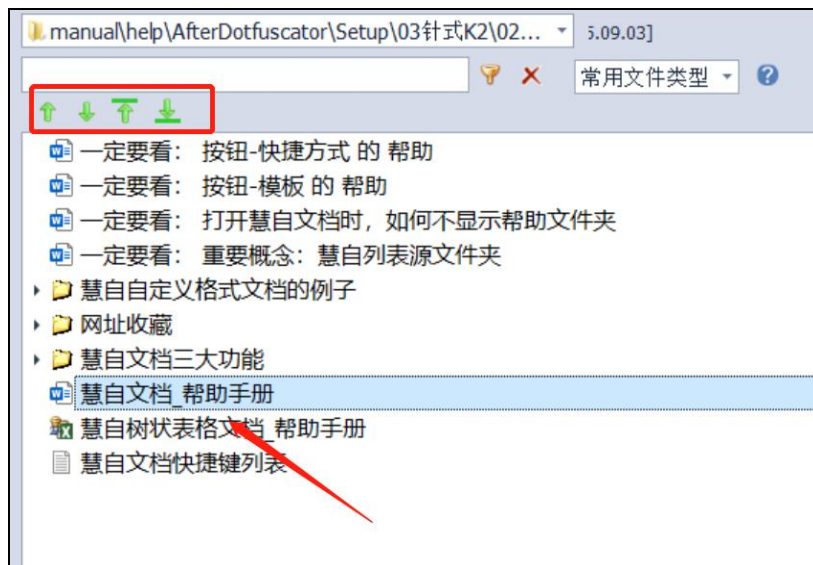 manual\help\AfterDotfuscator\Setup\03针式K2\02... 5.09.03]
常用文件类型
一定要看: 按钮-快捷方式 的 帮助
一定要看: 按钮-模板 的 帮助
一定要看: 打开慧自文档时，如何不显示帮助文件夹
一定要看: 重要概念：慧自列表源文件夹
慧自自定义格式文档的例子
网址收藏
慧自文档三大功能
慧自文档_帮助手册
慧自树状表格文档_帮助手册
慧自文档快捷键列表